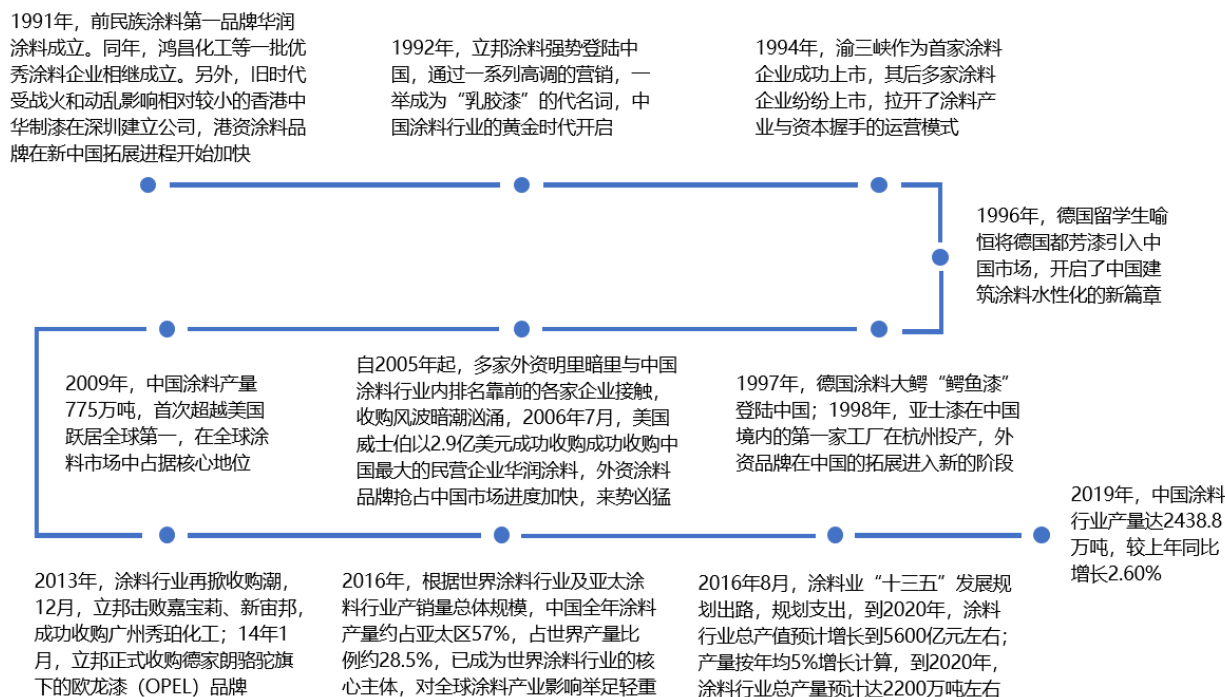 1991年，前民族涂料第一品牌华润
涂料成立。同年，鸿昌化工等一批优
秀涂料企业相继成立。另外，旧时代
受战火和动乱影响相对较小的香港中
华制漆在深圳建立公司，港资涂料品
牌在新中国拓展进程开始加快
1992年，立邦涂料强势登陆中
国，通过一系列高调的营销，一
举成为“乳胶漆”的代名词，中
国涂料行业的黄金时代开启
1994年，渝三峡作为首家涂料
企业成功上市，其后多家涂料
企业纷纷上市，拉开了涂料产
业与资本握手的运营模式
1996年，德国留学生喻
恒将德国都芳漆引入中
国市场，开启了中国建
筑涂料水性化的新篇章
1997年，德国涂料大鳄“鳄鱼漆”
登陆中国；1998年，亚士漆在中国
境内的第一家工厂在杭州投产，外
资品牌在中国的拓展进入新的阶段
自2005年起，多家外资明里暗里与中国
涂料行业内排名靠前的各家企业接触，
收购风波暗潮汹涌，2006年7月，美国
威士伯以2.9亿美元成功收购成功收购中
国最大的民营企业华润涂料，外资涂料
品牌抢占中国市场进度加快，来势凶猛
2009年，中国涂料产量
775万吨，首次超越美国
跃居全球第一，在全球涂
料市场中占据核心地位
2013年，涂料行业再掀收购潮，
12月，立邦击败嘉宝莉、新宙邦，
成功收购广州秀珀化工；14年1
月，立邦正式收购德家朗骆驼旗
下的欧龙漆（OPEL）品牌
2016年，根据世界涂料行业及亚太涂
料行业产销量总体规模，中国全年涂料
产量约占亚太区57%，占世界产量比
例约28.5%，已成为世界涂料行业的核
心主体，对全球涂料产业影响举足轻重
2016年8月，涂料业“十三五”发展规
划出路，规划支出，到2020年，涂料
行业总产值预计增长到5600亿元左右；
产量按年均5%增长计算，到2020年，
涂料行业总产量预计达2200万吨左右
2019年，中国涂料
行业产量达2438.8
万吨，较上年同比
增长2.60%